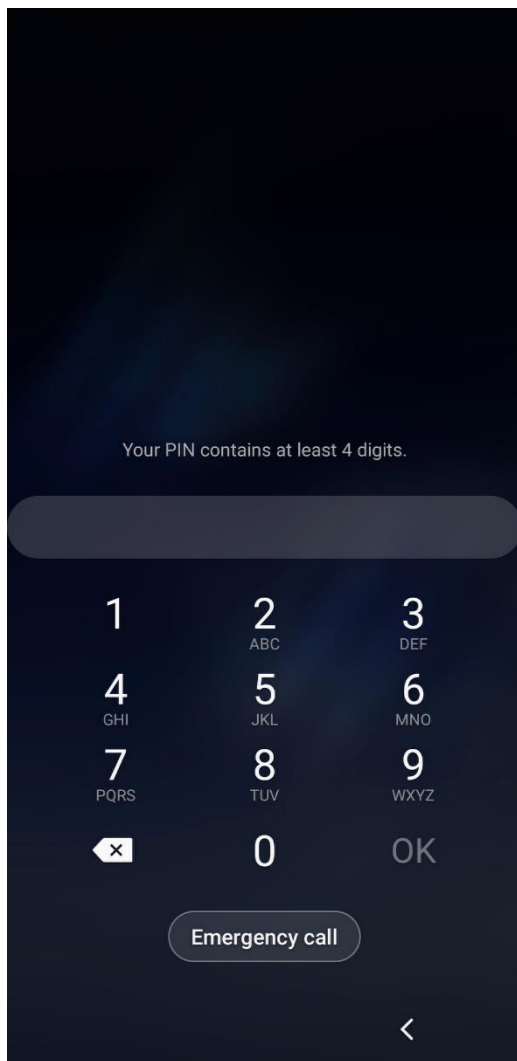 Your PIN contains at least 4 digits.
1 2 3
ABC DEF
4 5 6
GHI JKL MNO
7 8 9
PQRS TUV WXYZ
0 OK
Emergency call